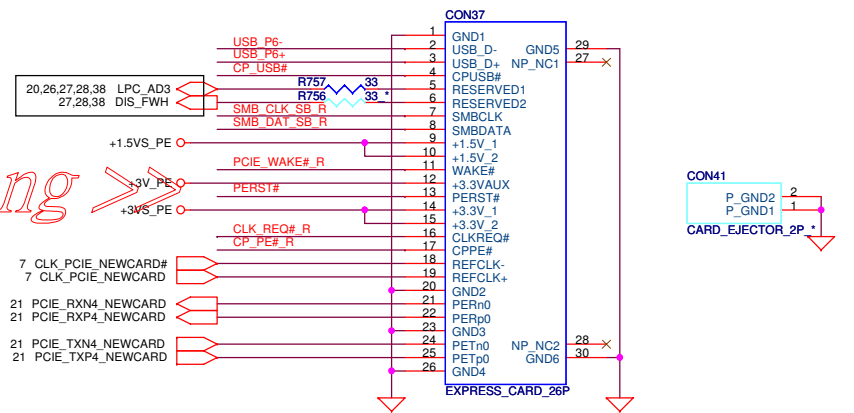 CON37
1 GND1
USB_P6- 2 USB_D- GND5 29
USB_P6+ 3 USB_D+ NP_NC1 27
CP_USB# 4 CPUSB#
20,26,27,28,38 LPC_AD3 R757 33 5 RESERVED1
27,28,38 DIS_FWH R756 33_* 6 RESERVED2
SMB_CLK_SB_R 7 SMBCLK
SMB_DAT_SB_R 8 SMBDATA
+1.5VS_PE 9 +1.5V_1
10 +1.5V_2
PCIE_WAKE#_R 11 WAKE#
ng >>
+3V_PE 12 +3.3VAUX
PERST# 13 PERST#
+3VS_PE 14 +3.3V_1
15 +3.3V_2
CLK_REQ#_R 16 CLKREQ#
CP_PE#_R 17 CPPE#
7 CLK_PCIE_NEWCARD# 18 REFCLK-
7 CLK_PCIE_NEWCARD 19 REFCLK+
20 GND2
21 PCIE_RXN4_NEWCARD 21 PERn0
21 PCIE_RXP4_NEWCARD 22 PERp0
23 GND3
21 PCIE_TXN4_NEWCARD 24 PETn0 NP_NC2 28
21 PCIE_TXP4_NEWCARD 25 PETp0 GND6 30
26 GND4
EXPRESS_CARD_26P
CON41
P_GND2 2
P_GND1 1
CARD_EJECTOR_2P_*